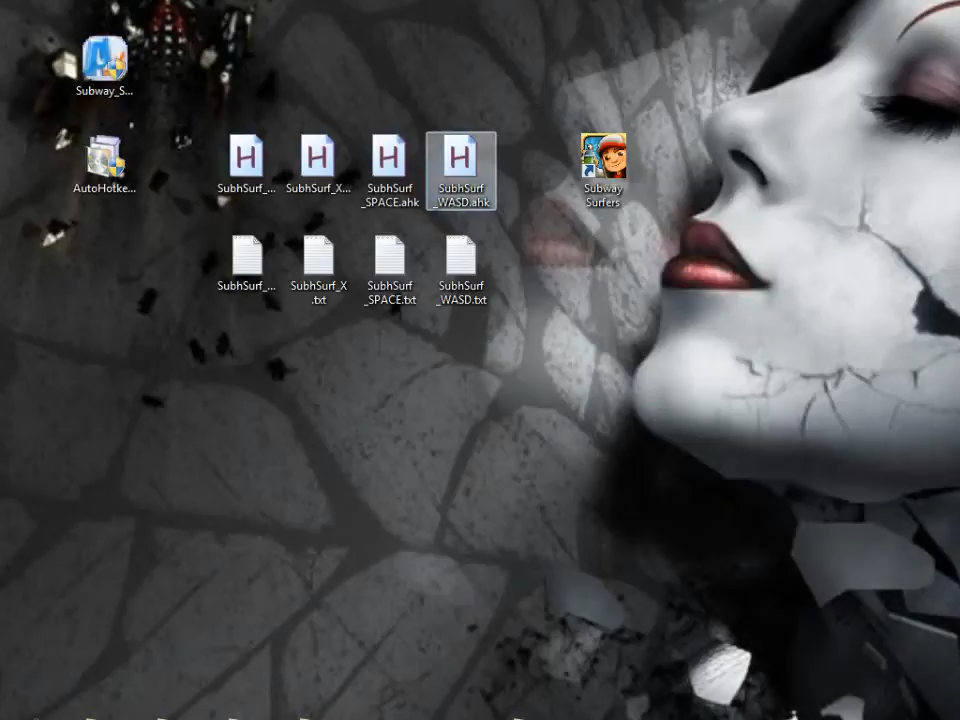 Subway_S...
AutoHotke...
SubhSurf_...
SubhSurf_X...
SubhSurf
_SPACE.ahk
SubhSurf
_WASD.ahk
Subway
Surfers
SubhSurf_...
SubhSurf_X
.txt
SubhSurf
_SPACE.txt
SubhSurf
_WASD.txt